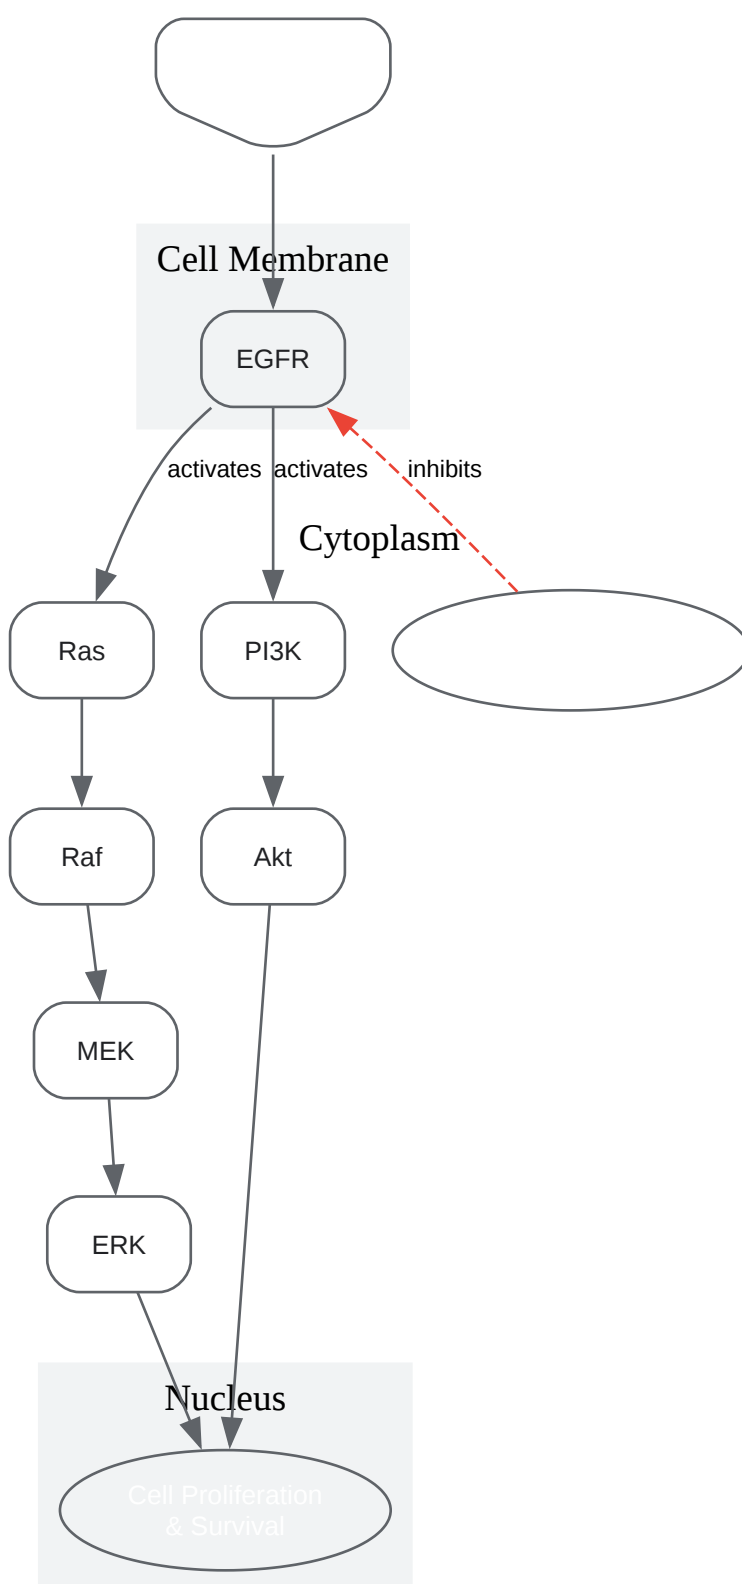 Cell Membrane
EGFR
activates activates inhibits
Cytoplasm
Ras
PI3K
Raf
Akt
MEK
ERK
Nucleus
Cell Proliferation
& Survival